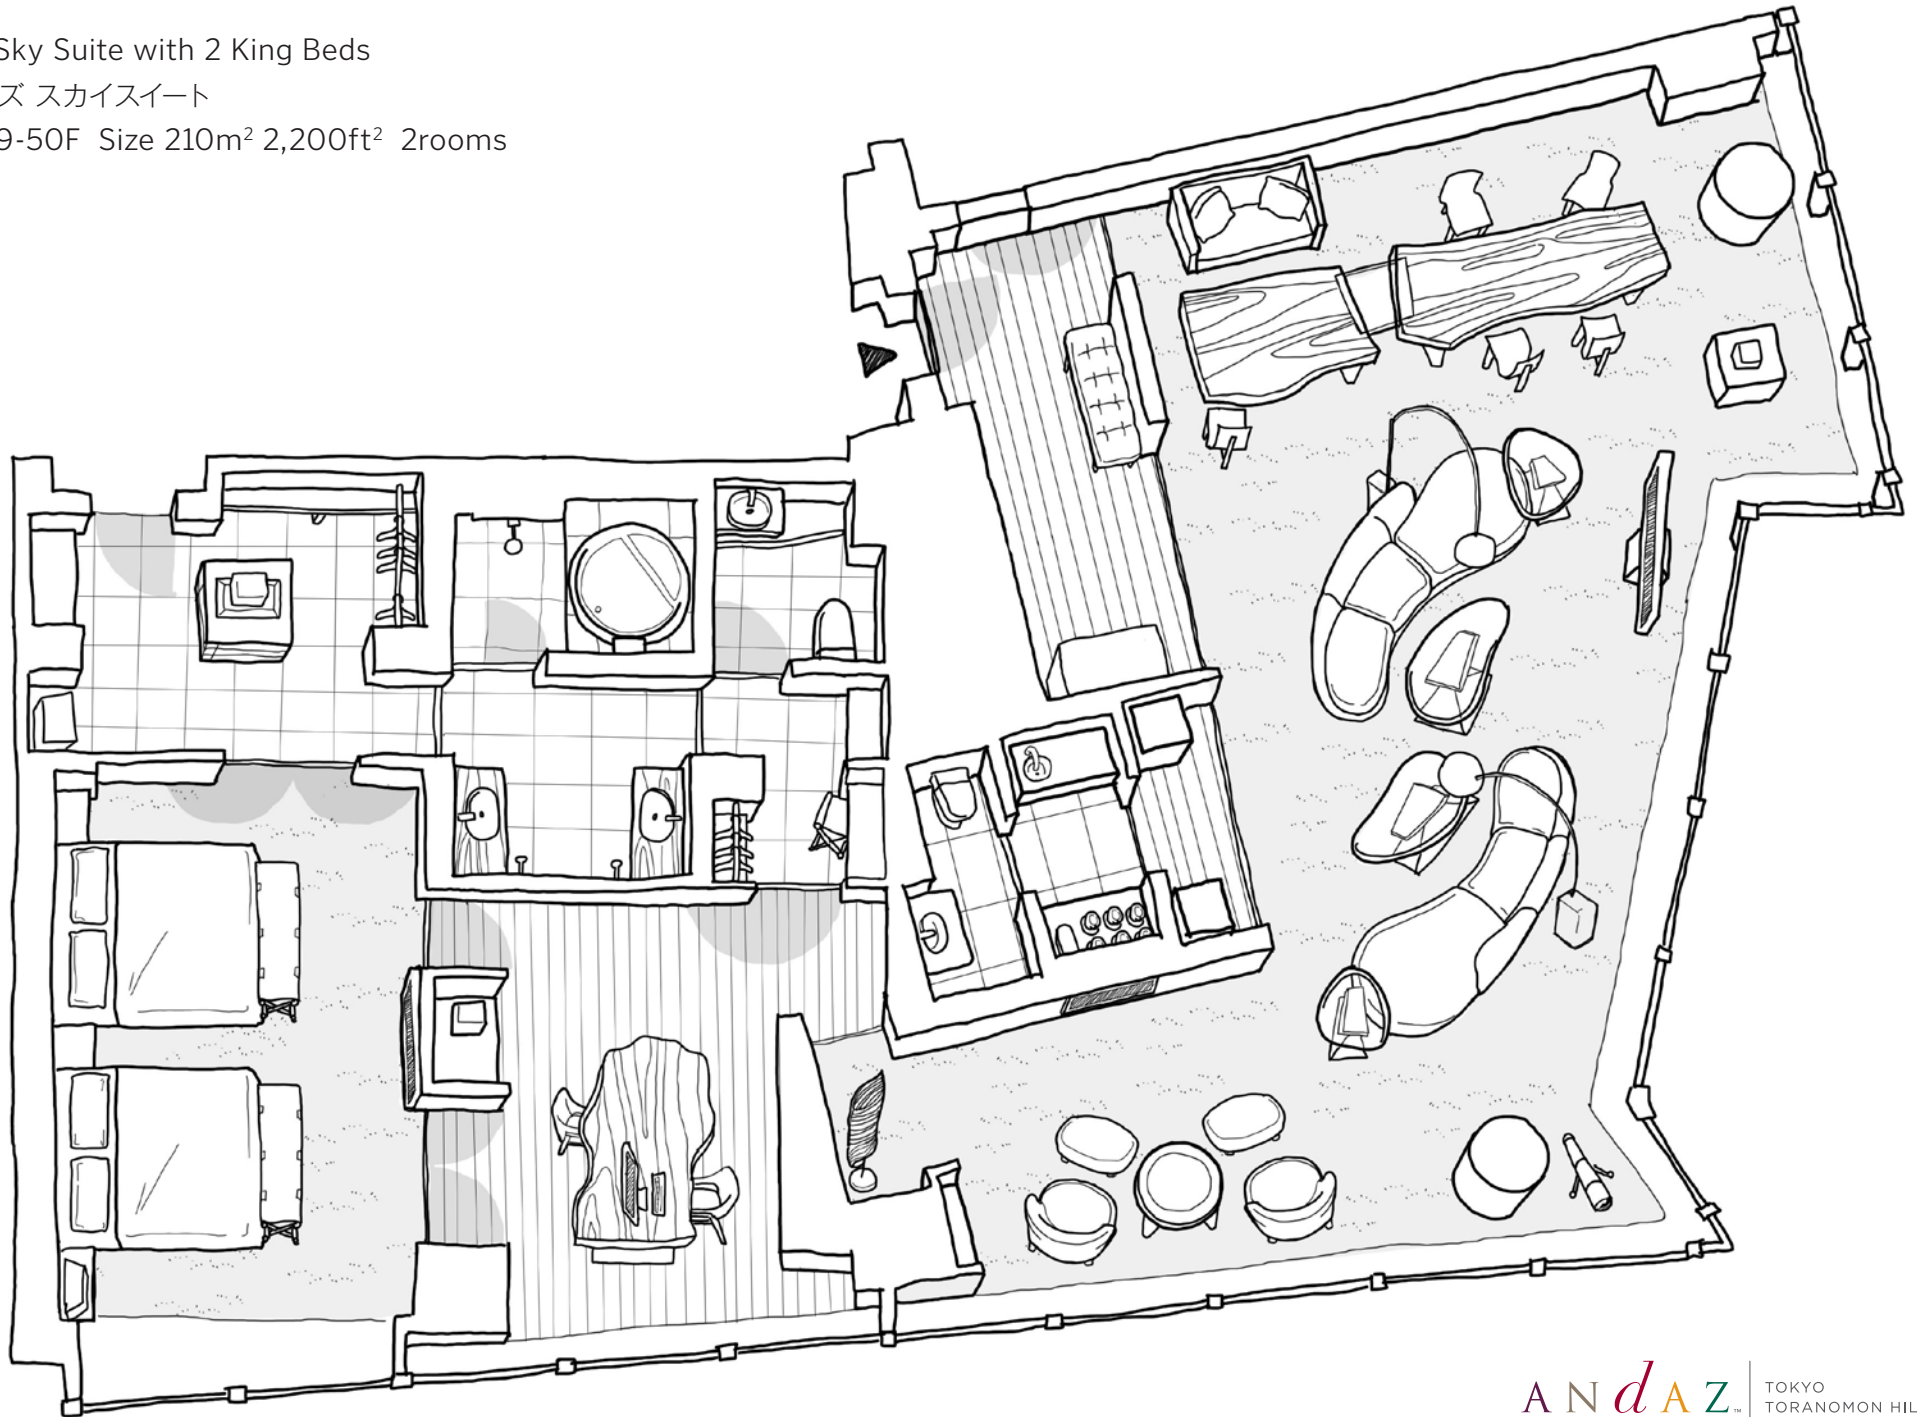 Sky Suite with 2 King Beds
ズ スカイスイート
9-50F Size 210m² 2,200ft² 2rooms
ANdAZ™
TOKYO
TORANOMON HIL